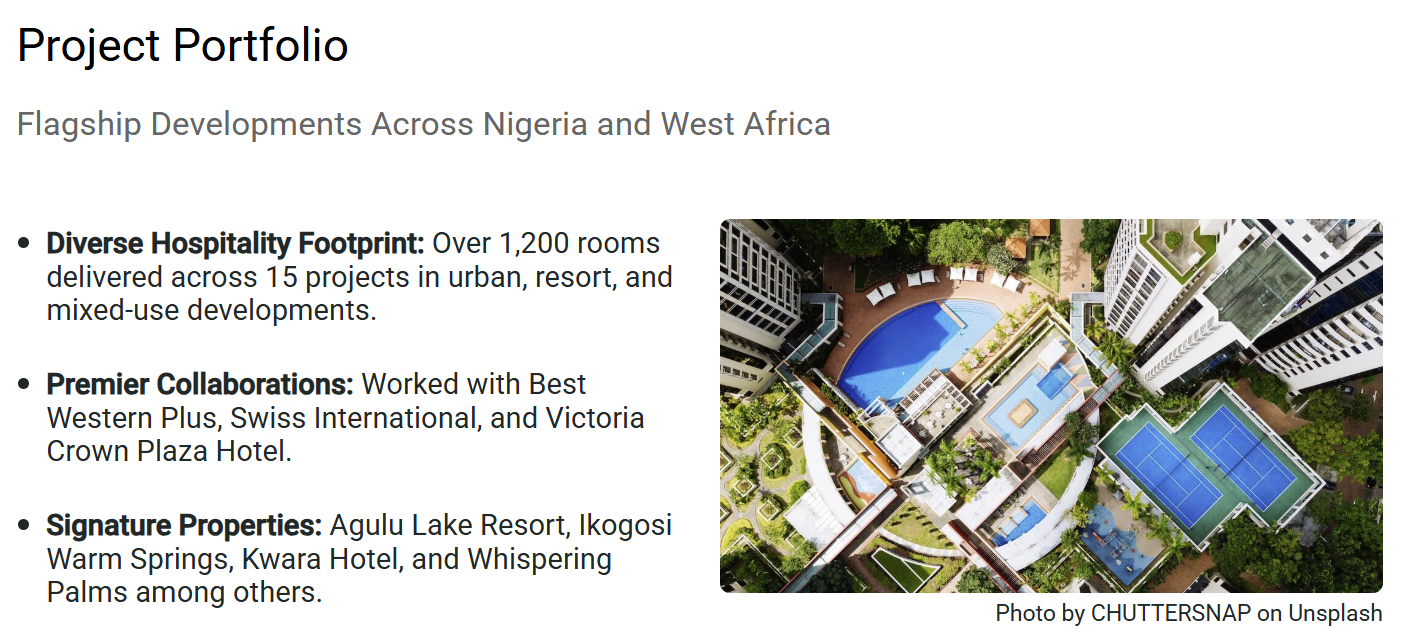 Project Portfolio
Flagship Developments Across Nigeria and West Africa
• Diverse Hospitality Footprint: Over 1,200 rooms
delivered across 15 projects in urban, resort, and
mixed-use developments.
• Premier Collaborations: Worked with Best
Western Plus, Swiss International, and Victoria
Crown Plaza Hotel.
• Signature Properties: Agulu Lake Resort, Ikogosi
Warm Springs, Kwara Hotel, and Whispering
Palms among others.
Photo by CHUTTERSNAP on Unsplash